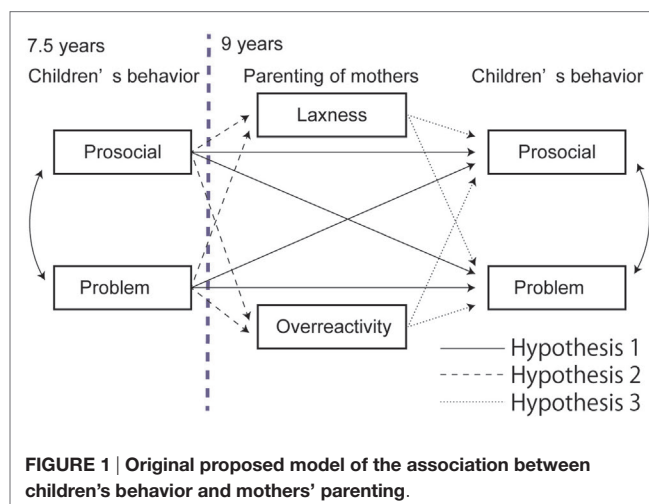 7.5 years
9 years
Children’ s behavior
Parenting of mothers
Children’ s behavior
Laxness
Prosocial
Prosocial
Problem
Problem
Overreactivity
Hypothesis 1
Hypothesis 2
Hypothesis 3
FIGURE 1 | Original proposed model of the association between
children’s behavior and mothers’ parenting.